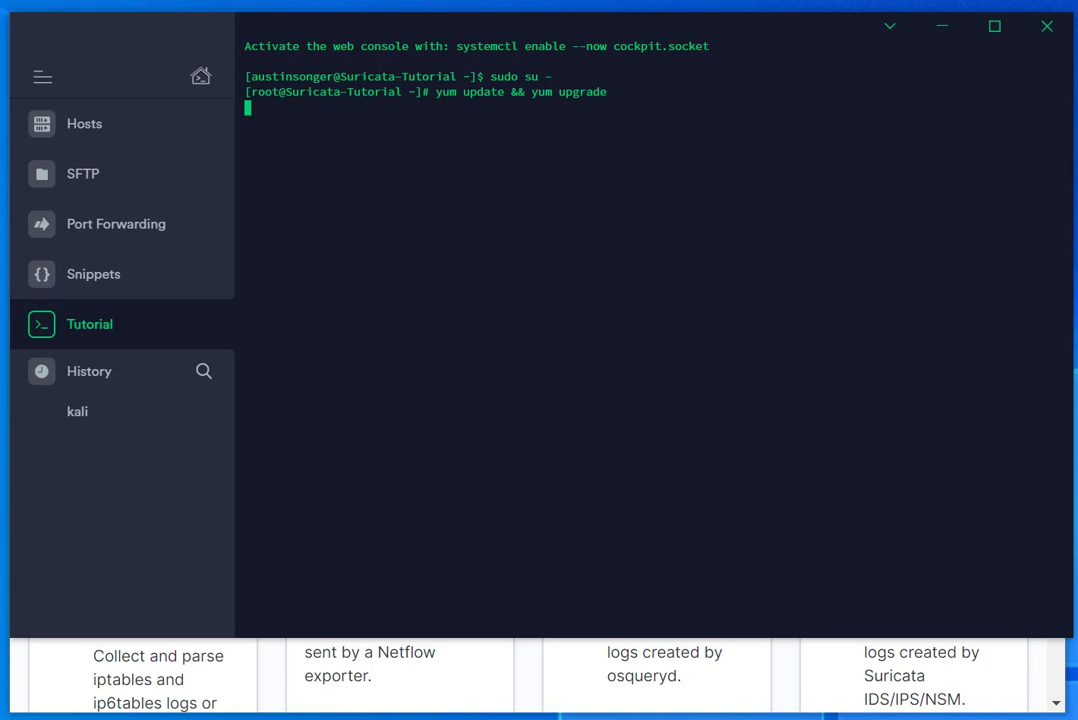 Activate the web console with: systemctl enable --now cockpit.socket
[austinsonger@Suricata-Tutorial ~]$ sudo su -
[root@Suricata-Tutorial ~]# yum update && yum upgrade
Hosts
SFTP
Port Forwarding
Snippets
Tutorial
History
kali
Collect and parse
iptables and
ip6tables logs or
sent by a Netflow
exporter.
logs created by
osqueryd.
logs created by
Suricata
IDS/IPS/NSM.